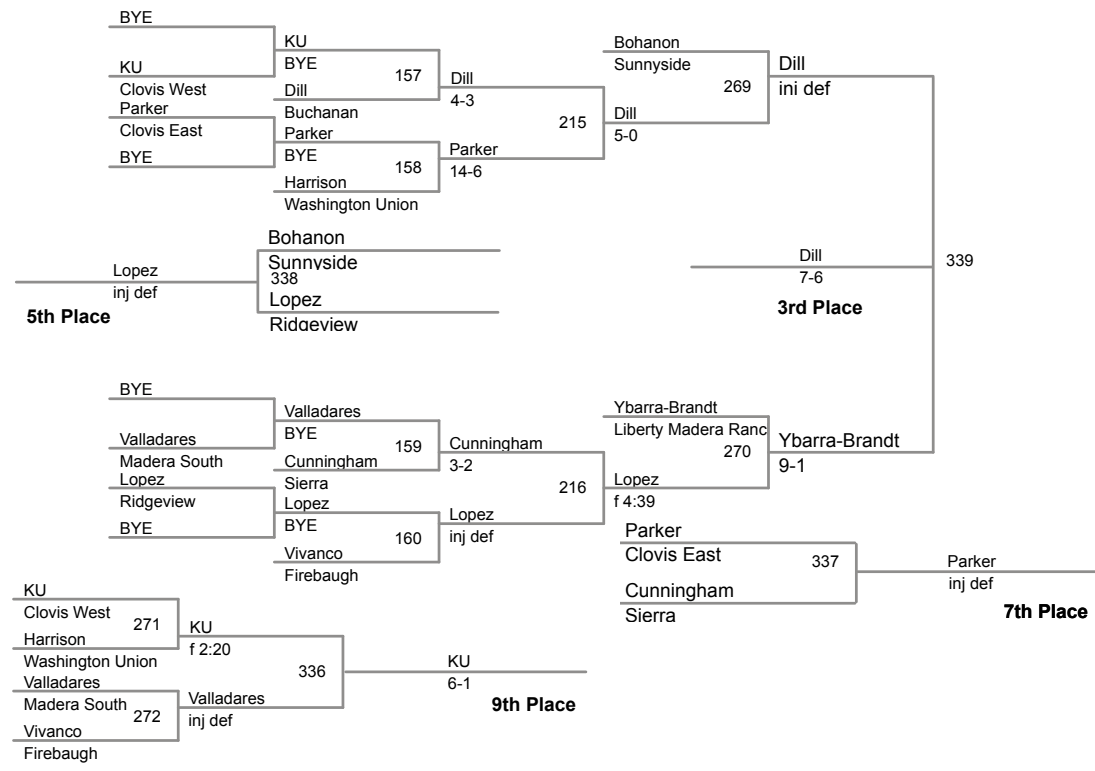 BYE
KU
Clovis West
Parker
Clovis East
BYE
KU
BYE
157
Dill
Buchanan
Parker
BYE
158
Harrison
Washington Union
Dill
4-3
215
Parker
14-6
Bohanon
Sunnyside
269
Dill
5-0
Dill
ini def
339
Dill
7-6
3rd Place
Bohanon
Sunnyside
338
Lopez
Ridgeview
Lopez
inj def
5th Place
BYE
Valladares
Madera South
Lopez
Ridgeview
BYE
Valladares
BYE
159
Cunningham
Sierra
Lopez
BYE
160
Vivanco
Firebaugh
Cunningham
3-2
216
Lopez
inj def
Ybarra-Brandt
Liberty Madera Ranc
270
Lopez
f 4:39
Ybarra-Brandt
9-1
Parker
Clovis East
337
Cunningham
Sierra
Parker
inj def
7th Place
KU
Clovis West
271
Harrison
Washington Union
Valladares
Madera South
272
Vivanco
Firebaugh
KU
f 2:20
336
Valladares
inj def
KU
6-1
9th Place